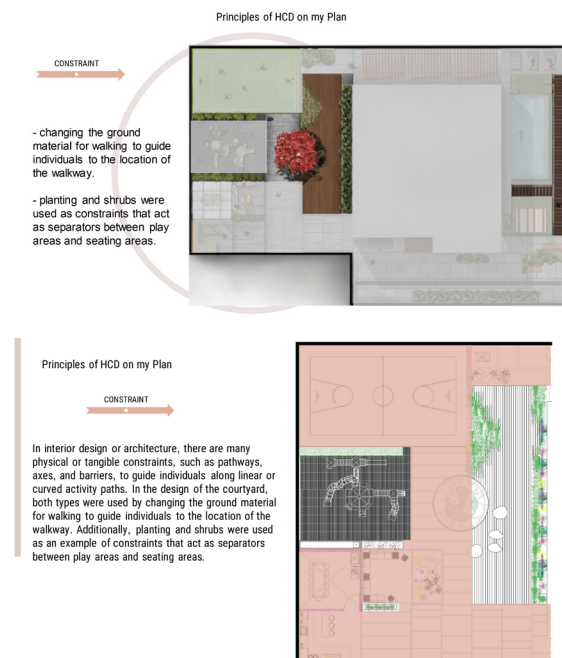 Principles of HCD on my Plan
CONSTRAINT
- changing the ground
material for walking to guide
individuals to the location of
the walkway.
- planting and shrubs were
used as constraints that act
as separators between play
areas and seating areas.
Principles of HCD on my Plan
CONSTRAINT
In interior design or architecture, there are many
physical or tangible constraints, such as pathways,
axes, and barriers, to guide individuals along linear or
curved activity paths. In the design of the courtyard,
both types were used by changing the ground material
for walking to guide individuals to the location of the
walkway. Additionally, planting and shrubs were used
as an example of constraints that act as separators
between play areas and seating areas.